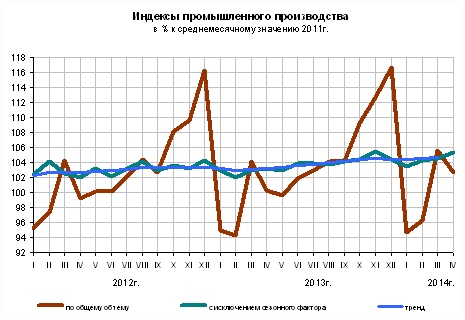 Индексы промышленного производства
в % к среднемесячному значению 2011г.
118
116
114
112
110
108
106
104
102
100
98
96
94
92
I II III IV V VI VII VIII IX X XI XII I II III IV V VI VII VIII IX X XI XII I II III IV
2012г. 2013г. 2014г.
по общему объему с исключением сезонного фактора тренд